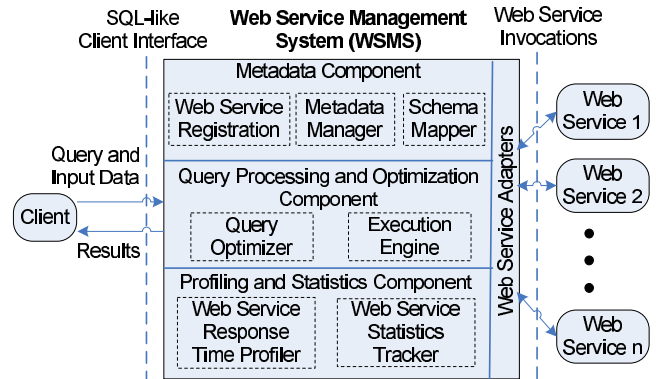 SQL-like
Client Interface
Web Service Management
System (WSMS)
Web Service
Invocations
Metadata Component
Web Service
Registration
Metadata
Manager
Schema
Mapper
Query and
Input Data
Client
Results
Query Processing and Optimization
Component
Query
Optimizer
Execution
Engine
Profiling and Statistics Component
Web Service
Response
Time Profiler
Web Service
Statistics
Tracker
Web Service Adapters
Web
Service 1
Web
Service 2
Web
Service n